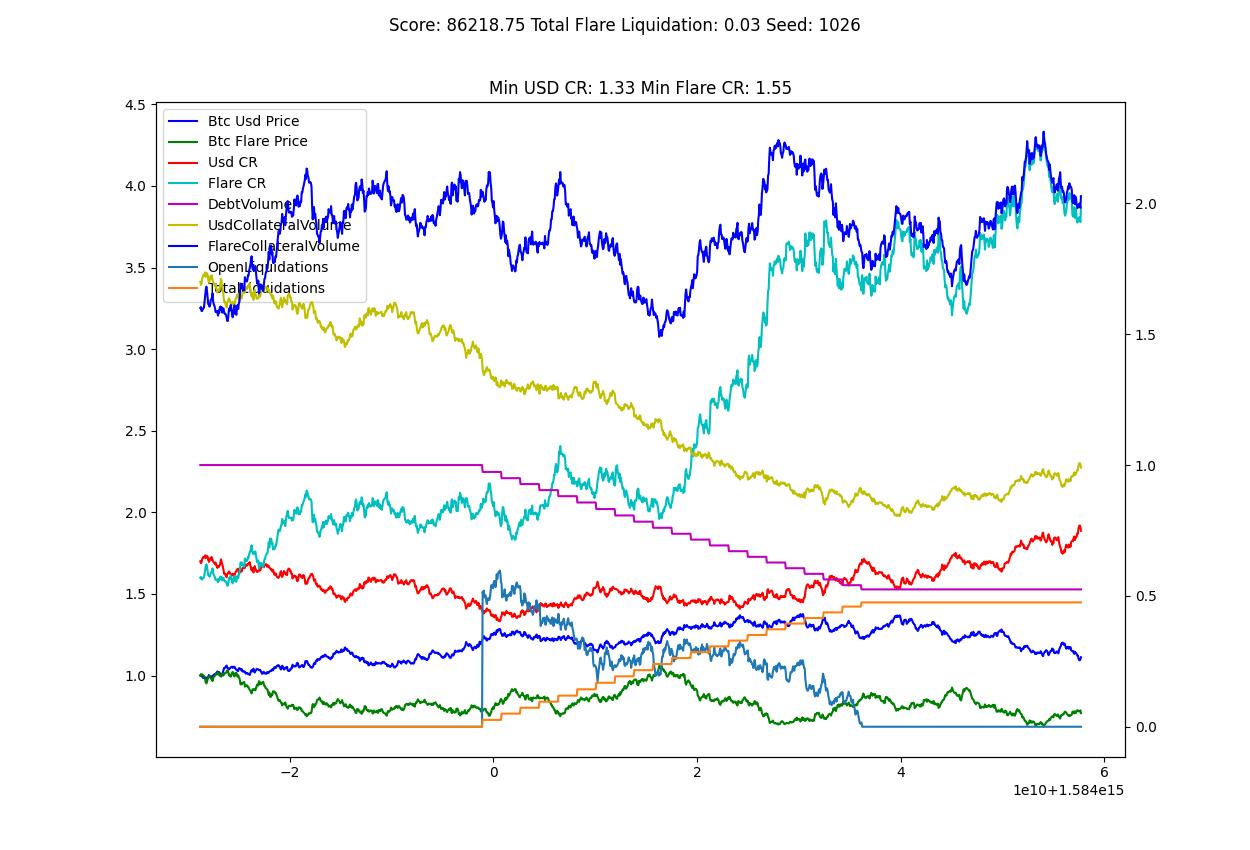 Score: 86218.75 Total Flare Liquidation: 0.03 Seed: 1026
Min USD CR: 1.33 Min Flare CR: 1.55
4.5
4.0
3.5
3.0
2.5
2.0
1.5
1.0
Btc Usd Price
Btc Flare Price
Usd CR
Flare CR
DebtVolume
UsdCollateralVolume
FlareCollateralVolume
OpenLiquidations
TotalLiquidations
2.0
1.5
1.0
0.5
0.0
−2 0 2 4 6
1e10+1.584e15